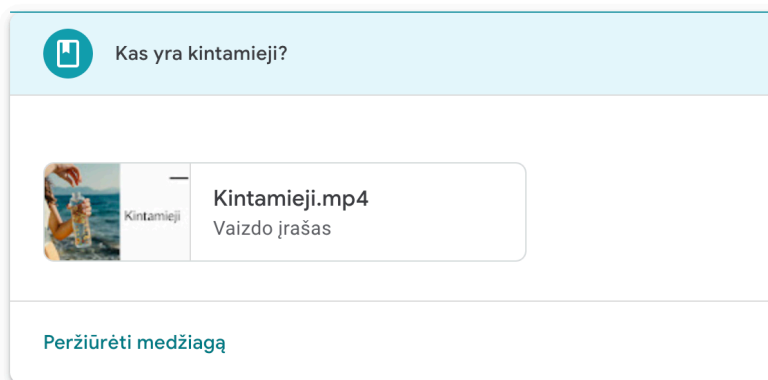 Kas yra kintamieji?
Kintamieji
Kintamieji.mp4
Vaizdo įrašas
Peržiūrėti medžiagą